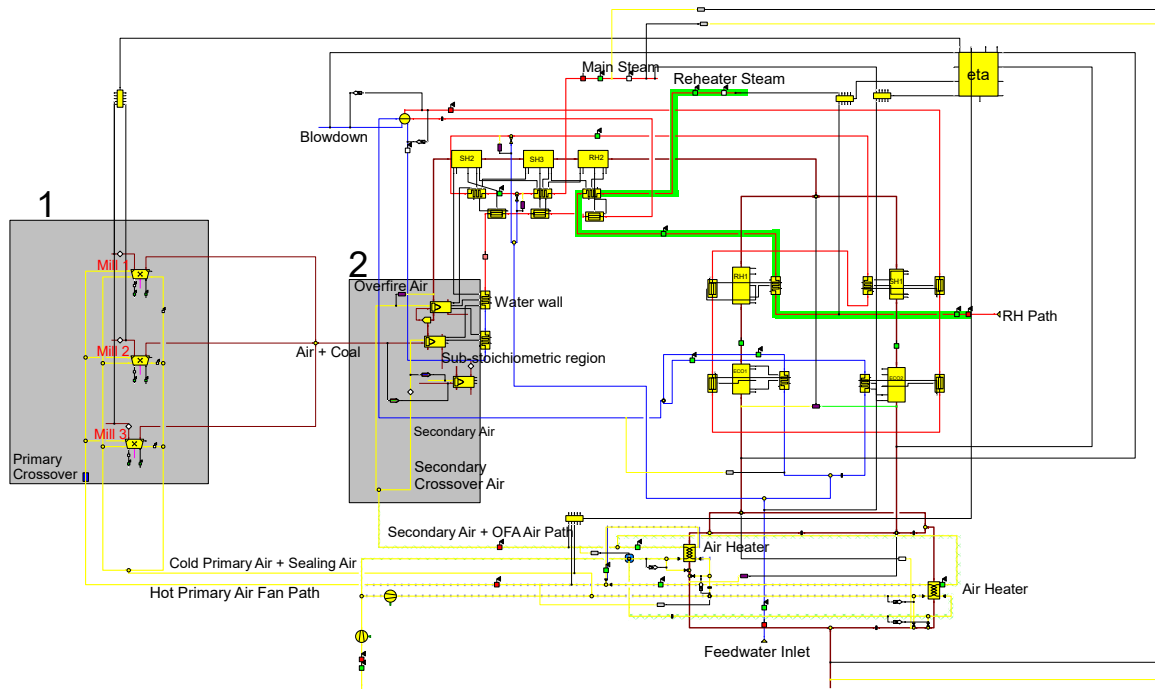 Main Steam
Reheater Steam
eta
Blowdown
SH2
SH3
RH2
1
2
Mill 1
Overfire Air
RH1
SH1
Water wall
RH Path
Mill 2
Air + Coal
Sub-stoichiometric region
ECO1
ECO2
Mill 3
Secondary Air
Primary
Crossover
Secondary
Crossover Air
Secondary Air + OFA Air Path
Air Heater
Cold Primary Air + Sealing Air
Hot Primary Air Fan Path
Air Heater
Feedwater Inlet